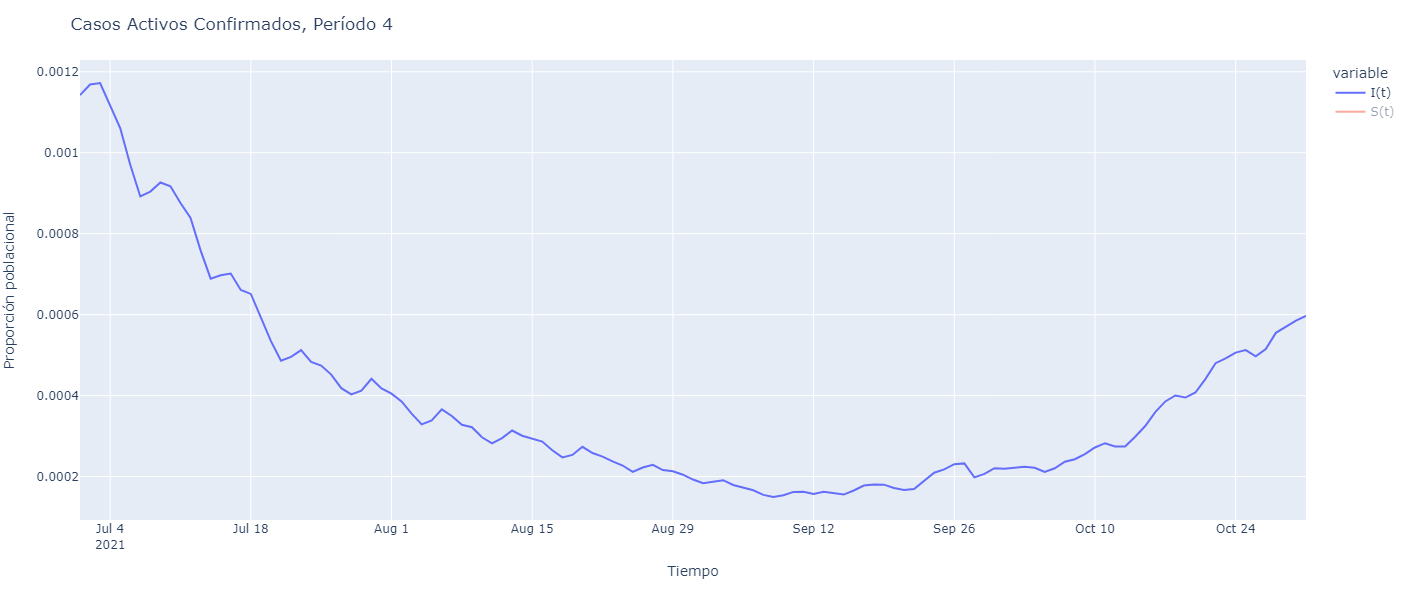 Casos Activos Confirmados, Período 4
variable
I(t)
S(t)
Proporción poblacional
0.0012
0.001
0.0008
0.0006
0.0004
0.0002
Jul 4
2021
Jul 18
Aug 1
Aug 15
Aug 29
Sep 12
Sep 26
Oct 10
Oct 24
Tiempo